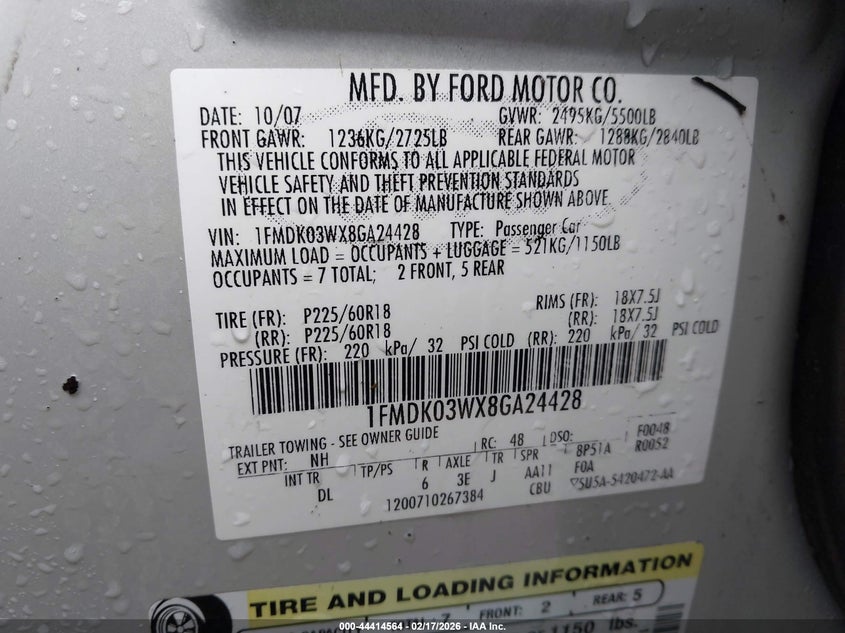 MFD. BY FORD MOTOR CO.
DATE: 10/07 GVWR: 2495KG/5500LB
FRONT GAWR: 1236KG/2725LB REAR GAWR: 1288KG/2840LB
THIS VEHICLE CONFORMS TO ALL APPLICABLE FEDERAL MOTOR
VEHICLE SAFETY AND THEFT PREVENTION STANDARDS
IN EFFECT ON THE DATE OF MANUFACTURE SHOWN ABOVE.
VIN: 1FMDK03WX8GA24428 TYPE: Passenger Car
MAXIMUM LOAD = OCCUPANTS + LUGGAGE = 521KG/1150LB
OCCUPANTS = 7 TOTAL; 2 FRONT, 5 REAR
TIRE (FR): P225/60R18 RIMS (FR): 18X7.5J
(RR): P225/60R18 (RR): 18X7.5J
PRESSURE (FR): 220 kPa/ 32 PSI COLD (RR): 220 kPa/ 32 PSI COLD
1FMDK03WX8GA24428
TRAILER TOWING - SEE OWNER GUIDE
EXT PNT: NH RC: 48 DSO: F0048
INT TR TP/PS R AXLE TR SPR 8P51A R0052
DL 6 3E J AA11 F0A
1200710267384 CBU 5U5A-5420472-AA
TIRE AND LOADING INFORMATION
7 FRONT: 2 REAR: 5
1150 lbs.
000-44414564 - 02/17/2026 - IAA Inc.